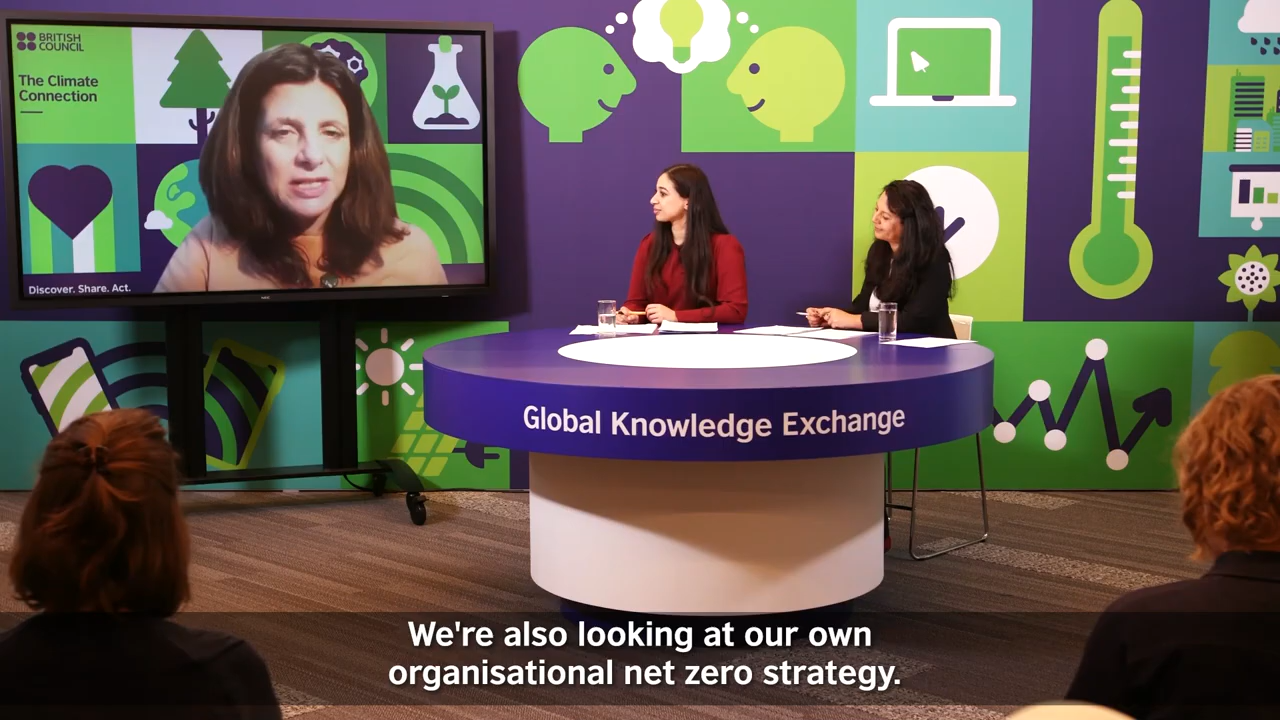 BRITISH
COUNCIL
The Climate
Connection
Discover. Share. Act.
Global Knowledge Exchange
We're also looking at our own
organisational net zero strategy.